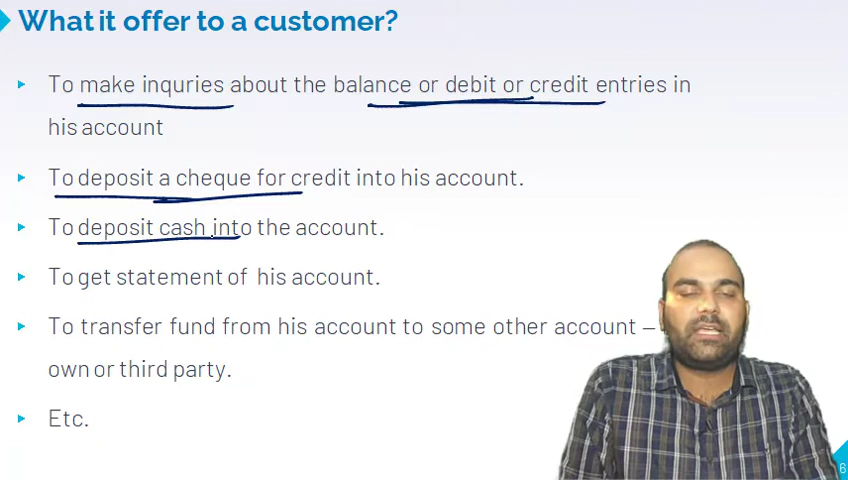 What it offer to a customer?
To make inquries about the balance or debit or credit entries in
his account
To deposit a cheque for credit into his account.
To deposit cash into the account.
To get statement of his account.
To transfer fund from his account to some other account –
own or third party.
Etc.
6